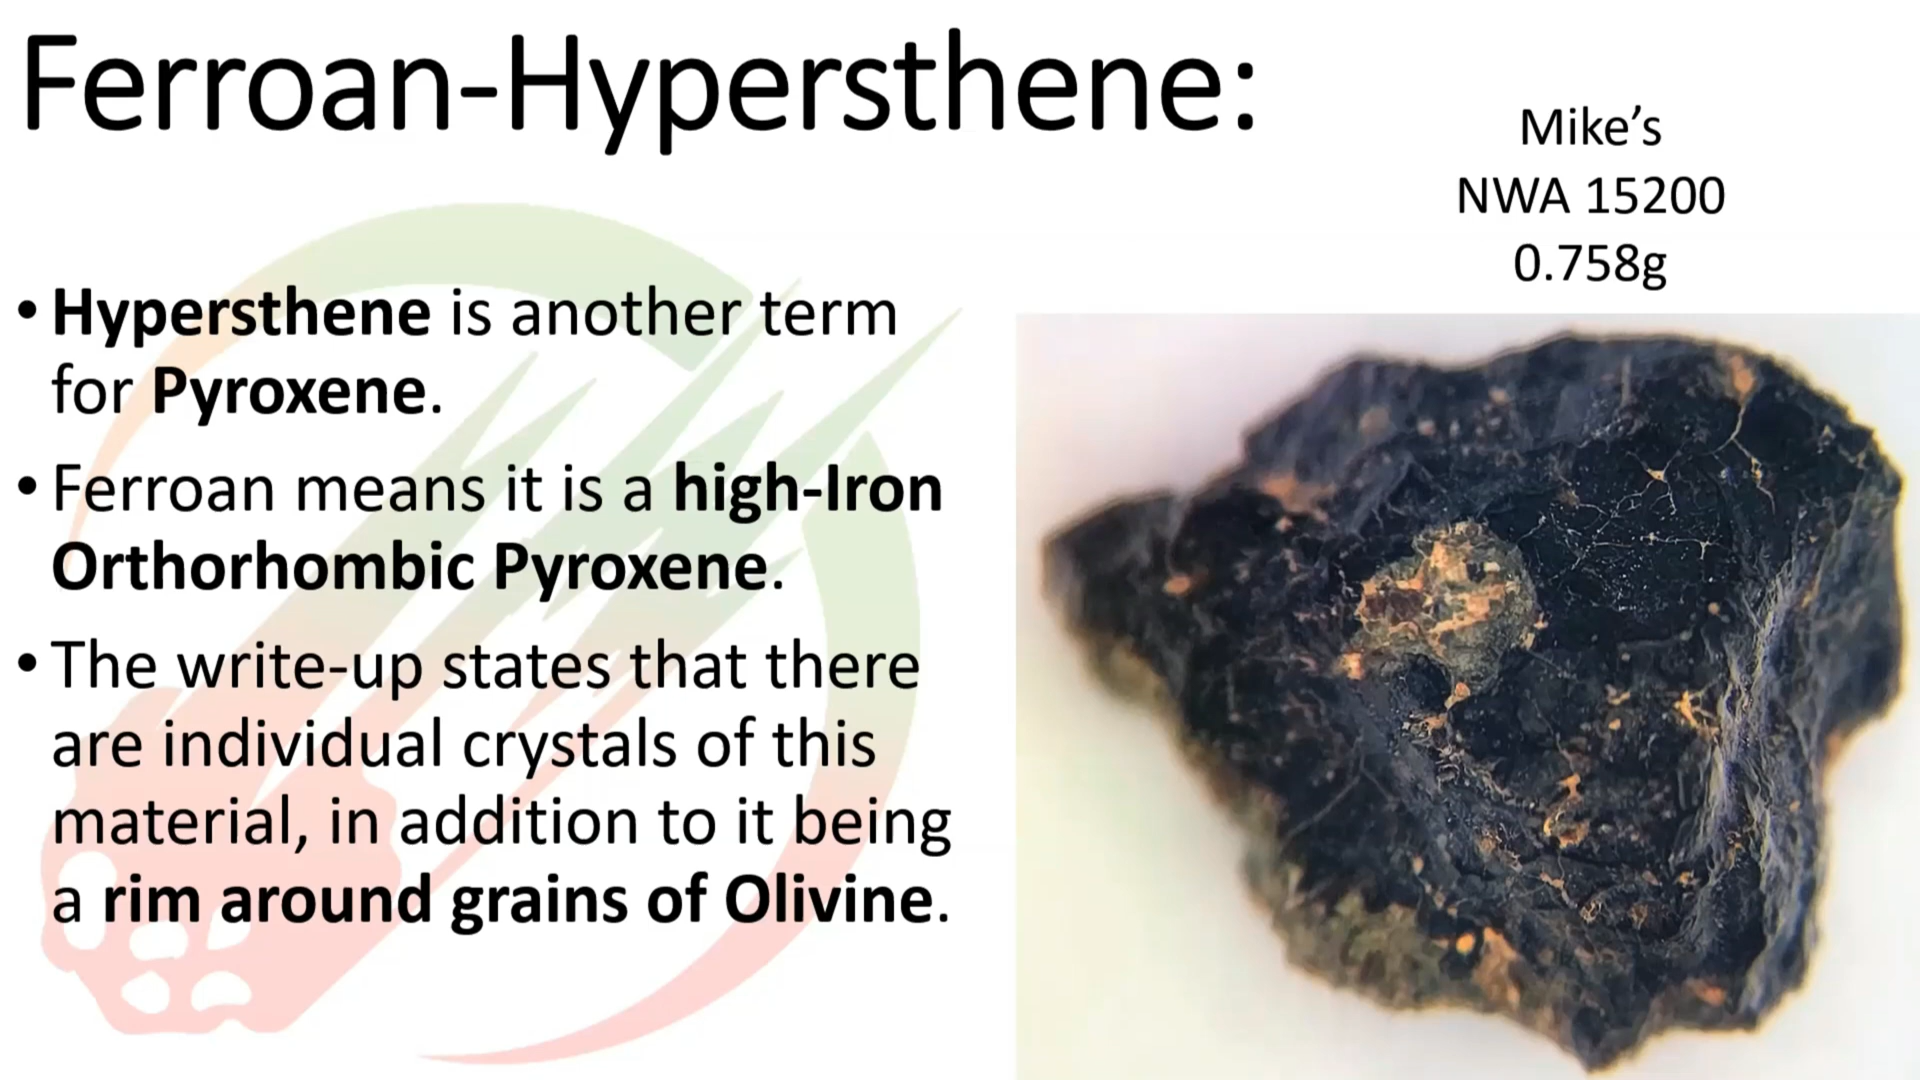 Ferroan-Hypersthene:
Mike’s
NWA 15200
0.758g
• Hypersthene is another term
for Pyroxene.
• Ferroan means it is a high-Iron
Orthorhombic Pyroxene.
• The write-up states that there
are individual crystals of this
material, in addition to it being
a rim around grains of Olivine.